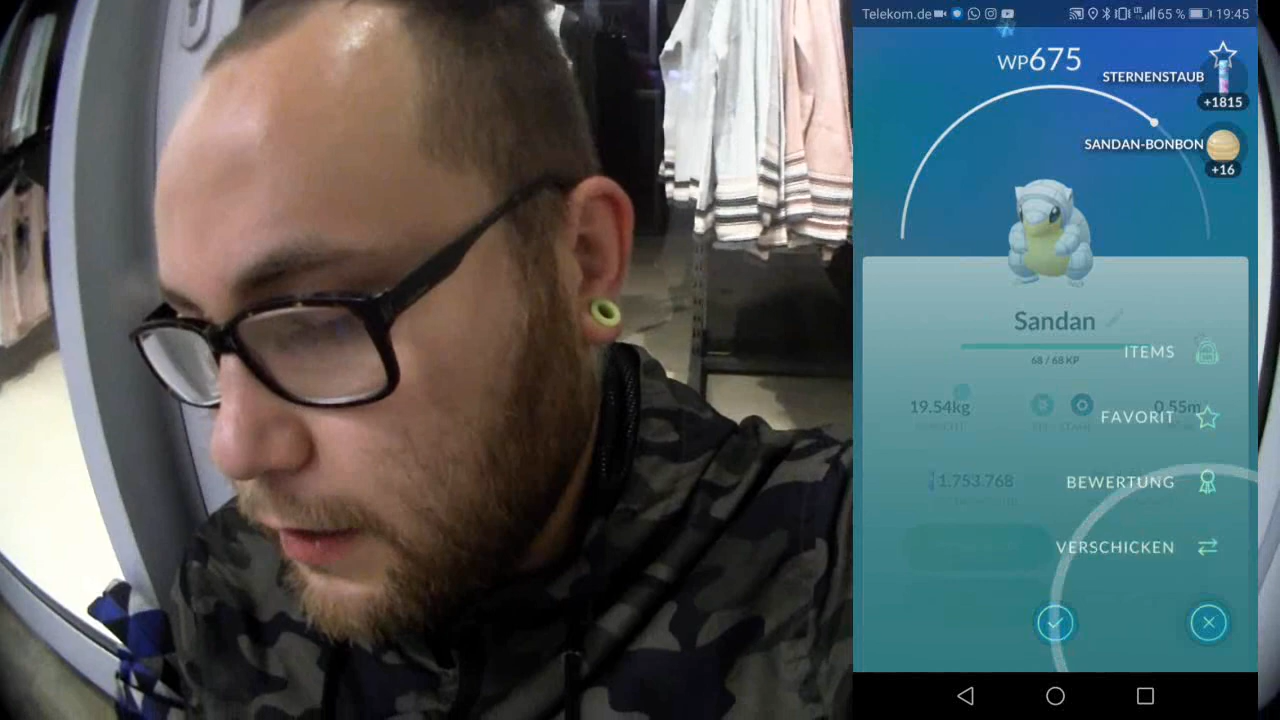 Telekom.de 65 % 19:45
WP675
STERNENSTAUB
+1815
SANDAN-BONBON
+16
Sandan
68 / 68 KP
ITEMS
19.54kg 0.55m
FAVORIT
1.753.768
BEWERTUNG
VERSCHICKEN